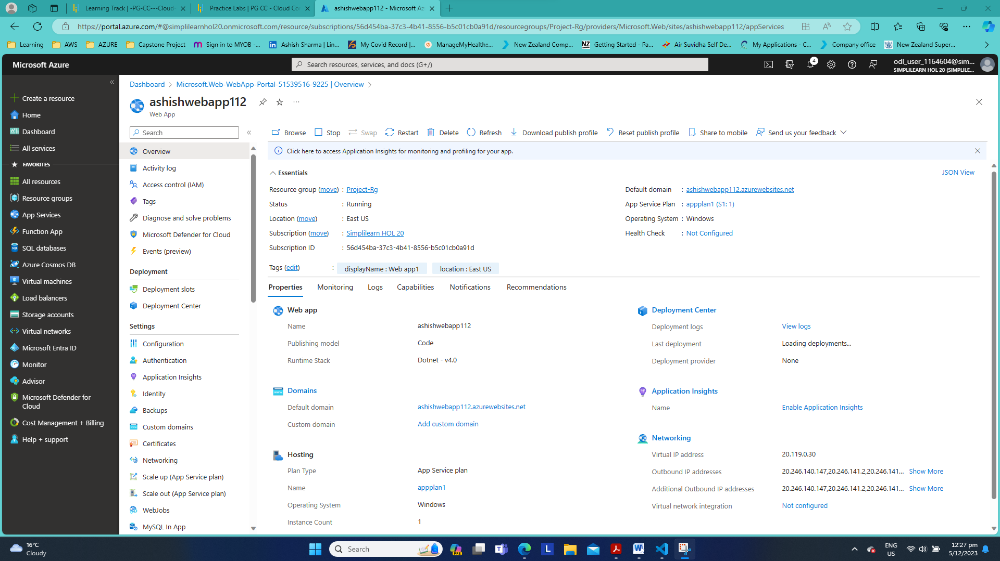 Learning Track | -PG-CC---Cloud-
Practice Labs | PG CC - Cloud Co
ashishwebapp112 - Microsoft Az
https://portal.azure.com/#@simplilearnhol20.onmicrosoft.com/resource/subscriptions/56d454ba-37c3-4b41-8556-b5c01cb0a91d/resourcegroups/Project-Rg/providers/Microsoft.Web/sites/ashishwebapp112/appServices
Learning
AWS
AZURE
Capstone Project
Sign in to MYOB -...
Ashish Sharma | Lin...
My Covid Record |...
ManageMyHealth::...
New Zealand Comp...
Getting Started - Pa...
Air Suvidha Self De...
My Applications - C...
Company office
New Zealand Super...
Microsoft Azure
Search resources, services, and docs (G+/)
4
odl_user_1164604@sim...
SIMPLILEARN HOL 20 (SIMPLILE...
Create a resource
Home
Dashboard
All services
FAVORITES
All resources
Resource groups
App Services
Function App
SQL databases
Azure Cosmos DB
Virtual machines
Load balancers
Storage accounts
Virtual networks
Microsoft Entra ID
Monitor
Advisor
Microsoft Defender for
Cloud
Cost Management + Billing
Help + support
Dashboard > Microsoft.Web-WebApp-Portal-51539516-9225 | Overview >
ashishwebapp112
Web App
Search
Overview
Activity log
Access control (IAM)
Tags
Diagnose and solve problems
Microsoft Defender for Cloud
Events (preview)
Deployment
Deployment slots
Deployment Center
Settings
Configuration
Authentication
Application Insights
Identity
Backups
Custom domains
Certificates
Networking
Scale up (App Service plan)
Scale out (App Service plan)
WebJobs
MySQL In App
Browse
Stop
Swap
Restart
Delete
Refresh
Download publish profile
Reset publish profile
Share to mobile
Send us your feedback
Click here to access Application Insights for monitoring and profiling for your app.
Essentials
JSON View
Resource group (move) : Project-Rg
Status : Running
Location (move) : East US
Subscription (move) : Simplilearn HOL 20
Subscription ID : 56d454ba-37c3-4b41-8556-b5c01cb0a91d
Default domain : ashishwebapp112.azurewebsites.net
App Service Plan : appplan1 (S1: 1)
Operating System : Windows
Health Check : Not Configured
Tags (edit) : displayName : Web app1 location : East US
Properties
Monitoring
Logs
Capabilities
Notifications
Recommendations
Web app
Name ashishwebapp112
Publishing model Code
Runtime Stack Dotnet - v4.0
Domains
Default domain ashishwebapp112.azurewebsites.net
Custom domain Add custom domain
Hosting
Plan Type App Service plan
Name appplan1
Operating System Windows
Instance Count 1
Deployment Center
Deployment logs View logs
Last deployment Loading deployments...
Deployment provider None
Application Insights
Name Enable Application Insights
Networking
Virtual IP address 20.119.0.30
Outbound IP addresses 20.246.140.147,20.246.141.2,20.246.141... Show More
Additional Outbound IP addresses 20.246.140.147,20.246.141.2,20.246.141... Show More
Virtual network integration Not configured
16°C
Cloudy
Search
ENG
US
12:27 pm
5/12/2023